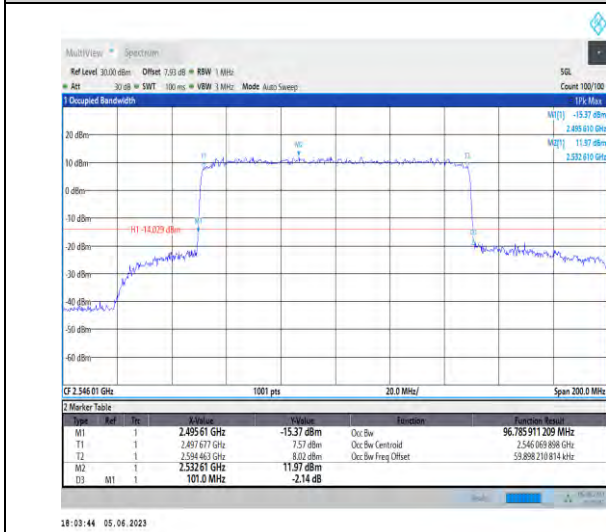 MultiView Spectrum
Ref Level 30.00 dBm Offset 7.93 dB RBW 1 MHz SGL
Att 30 dB SWT 100 ms VBW 3 MHz Mode Auto Sweep Count 100/100
1 Occupied Bandwidth 1Pk Max
M1[1] -15.37 dBm
2.495 610 GHz
M2[1] 11.97 dBm
2.532 610 GHz
20 dBm
10 dBm
0 dBm
-10 dBm
H1 -14.029 dBm
-20 dBm
-30 dBm
-40 dBm
-50 dBm
-60 dBm
T1
M2
T2
M1
D3
CF 2.546 01 GHz 1001 pts 20.0 MHz/ Span 200.0 MHz
2 Marker Table
Type Ref Trc X-Value Y-Value Function Function Result
M1 1 2.495 61 GHz -15.37 dBm Occ Bw 96.785 911 209 MHz
T1 1 2.497 677 GHz 7.57 dBm Occ Bw Centroid 2.546 069 898 GHz
T2 1 2.594 463 GHz 8.02 dBm Occ Bw Freq Offset 59.898 210 814 kHz
M2 1 2.532 61 GHz 11.97 dBm
D3 M1 1 101.0 MHz -2.14 dB
18:03:44 05.06.2023